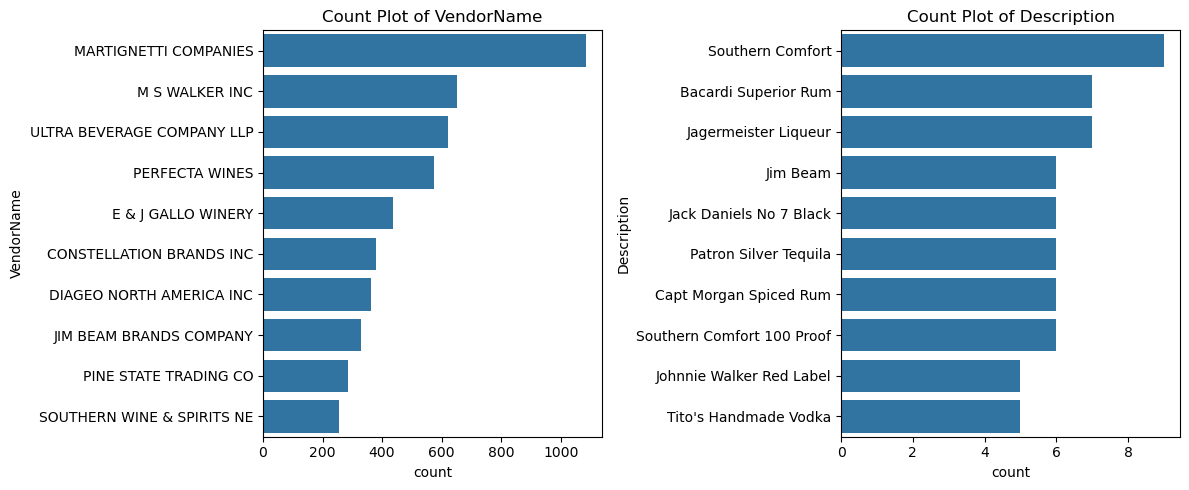 Count Plot of VendorName
VendorName
MARTIGNETTI COMPANIES
M S WALKER INC
ULTRA BEVERAGE COMPANY LLP
PERFECTA WINES
E & J GALLO WINERY
CONSTELLATION BRANDS INC
DIAGEO NORTH AMERICA INC
JIM BEAM BRANDS COMPANY
PINE STATE TRADING CO
SOUTHERN WINE & SPIRITS NE
0 200 400 600 800 1000
count
Count Plot of Description
Description
Southern Comfort
Bacardi Superior Rum
Jagermeister Liqueur
Jim Beam
Jack Daniels No 7 Black
Patron Silver Tequila
Capt Morgan Spiced Rum
Southern Comfort 100 Proof
Johnnie Walker Red Label
Tito's Handmade Vodka
0 2 4 6 8
count